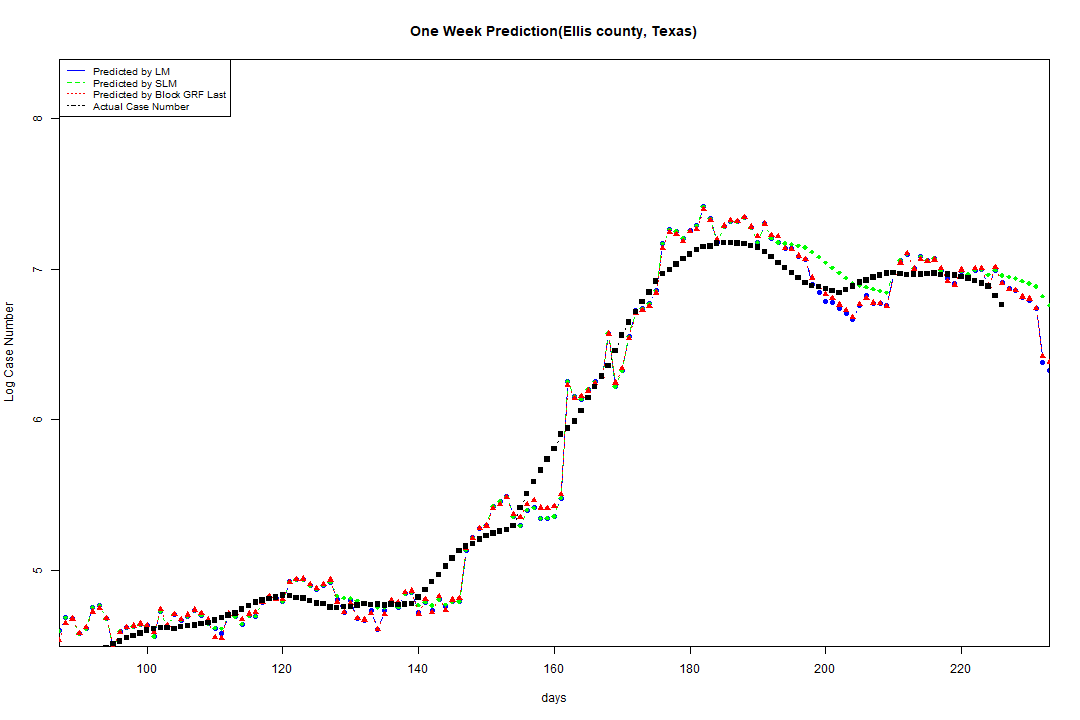 One Week Prediction(Ellis county, Texas)
Predicted by LM
Predicted by SLM
Predicted by Block GRF Last
Actual Case Number
8
7
6
5
Log Case Number
100 120 140 160 180 200 220
days